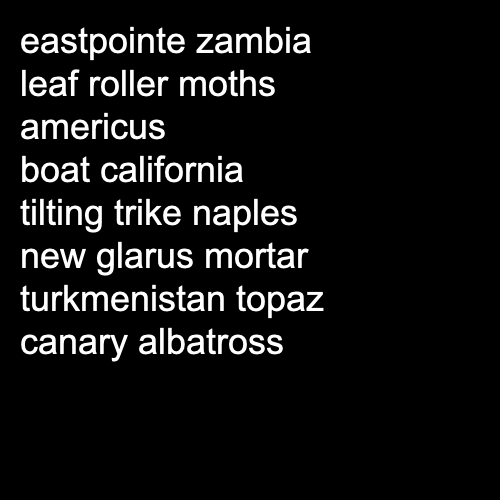 eastpointe zambia
leaf roller moths
americus
boat california
tilting trike naples
new glarus mortar
turkmenistan topaz
canary albatross